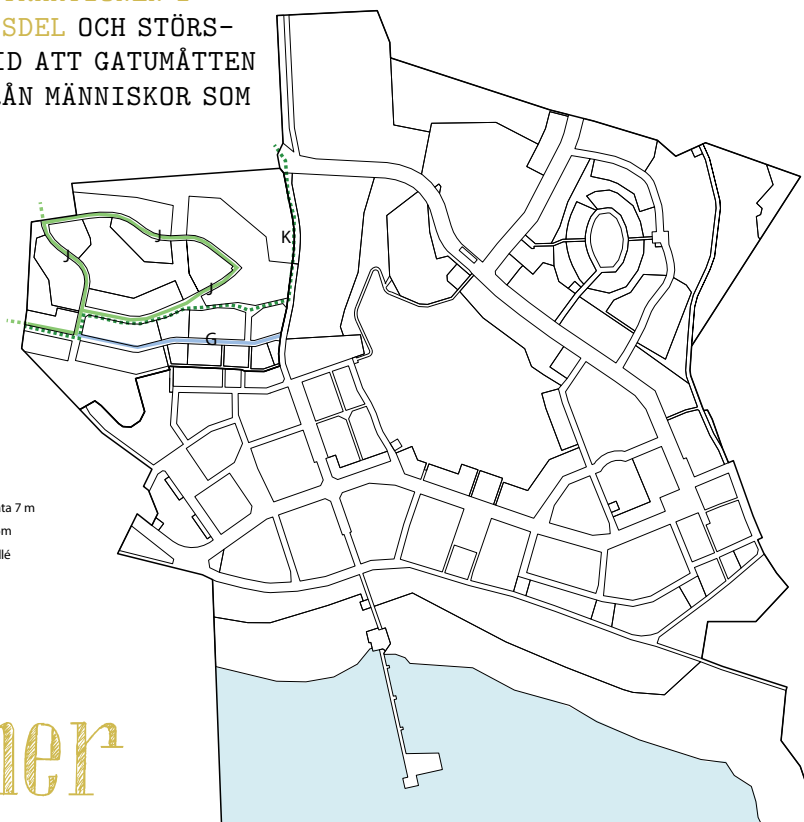 SDEL OCH STÖRS-
ID ATT GATUMÅTTEN
ÅN MÄNNISKOR SOM
K
J
J
J
G
ta 7 m
m
llé
ner